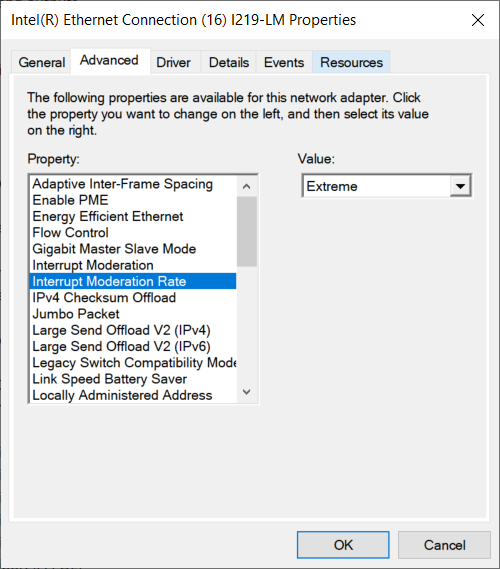 Intel(R) Ethernet Connection (16) I219-LM Properties
General Advanced Driver Details Events Resources
The following properties are available for this network adapter. Click
the property you want to change on the left, and then select its value
on the right.
Property:
Value:
Adaptive Inter-Frame Spacing
Enable PME
Energy Efficient Ethernet
Flow Control
Gigabit Master Slave Mode
Interrupt Moderation
Interrupt Moderation Rate
IPv4 Checksum Offload
Jumbo Packet
Large Send Offload V2 (IPv4)
Large Send Offload V2 (IPv6)
Legacy Switch Compatibility Mode
Link Speed Battery Saver
Locally Administered Address
Extreme
OK
Cancel